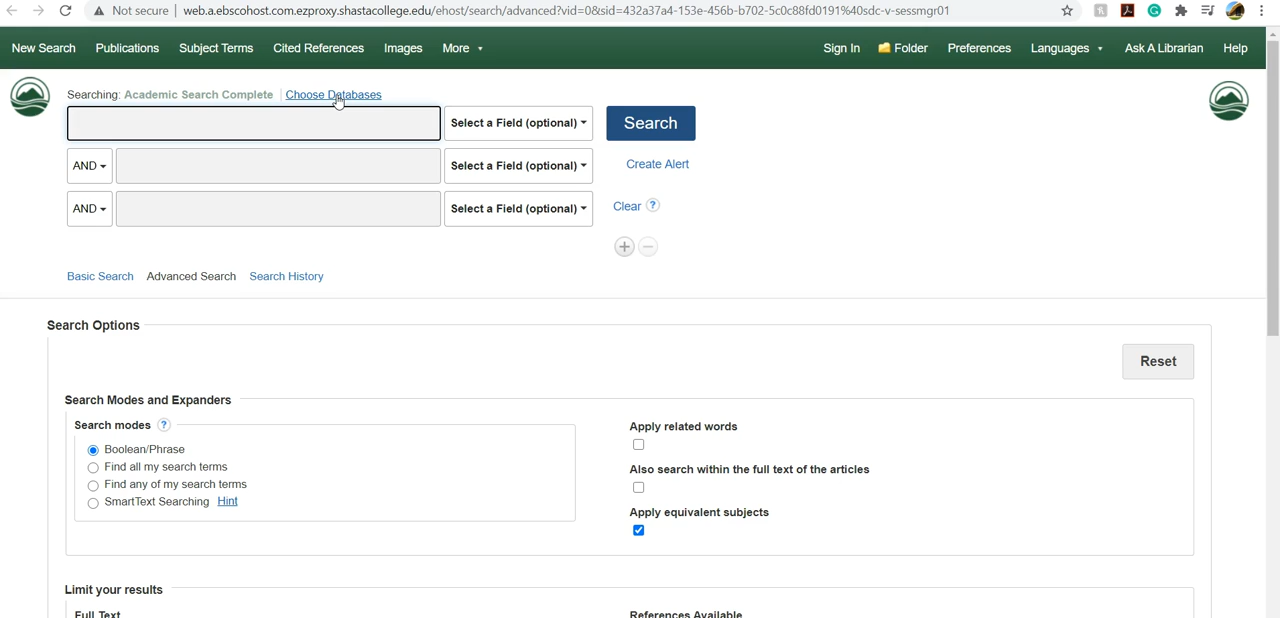 Not secure | web.a.ebscohost.com.ezproxy.shastacollege.edu/ehost/search/advanced?vid=0&sid=432a37a4-153e-456b-b702-5c0c88fd0191%40sdc-v-sessmgr01
New Search Publications Subject Terms Cited References Images More Sign In Folder Preferences Languages Ask A Librarian Help
Searching: Academic Search Complete Choose Databases
Select a Field (optional) Search
AND Select a Field (optional) Create Alert
AND Select a Field (optional) Clear ?
Basic Search Advanced Search Search History
Search Options
Reset
Search Modes and Expanders
Search modes ?
Boolean/Phrase
Find all my search terms
Find any of my search terms
SmartText Searching Hint
Apply related words
Also search within the full text of the articles
Apply equivalent subjects
Limit your results
Full Text References Available